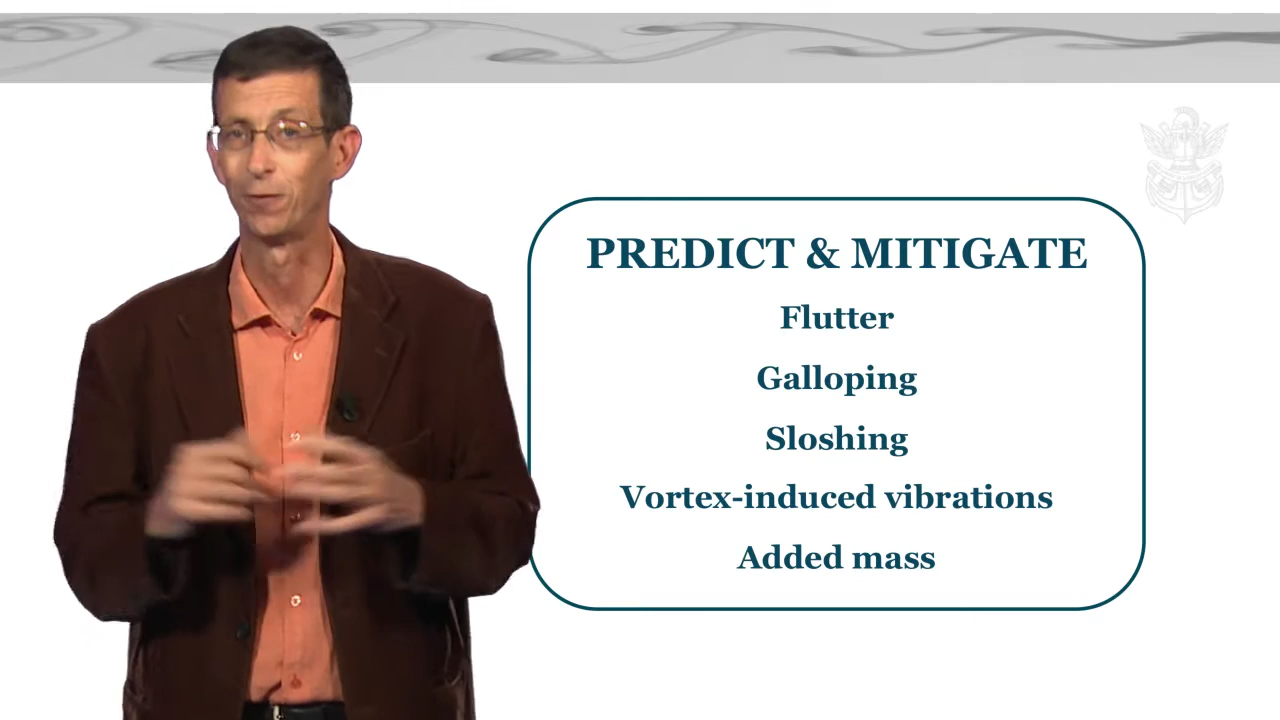 PREDICT & MITIGATE
Flutter
Galloping
Sloshing
Vortex-induced vibrations
Added mass